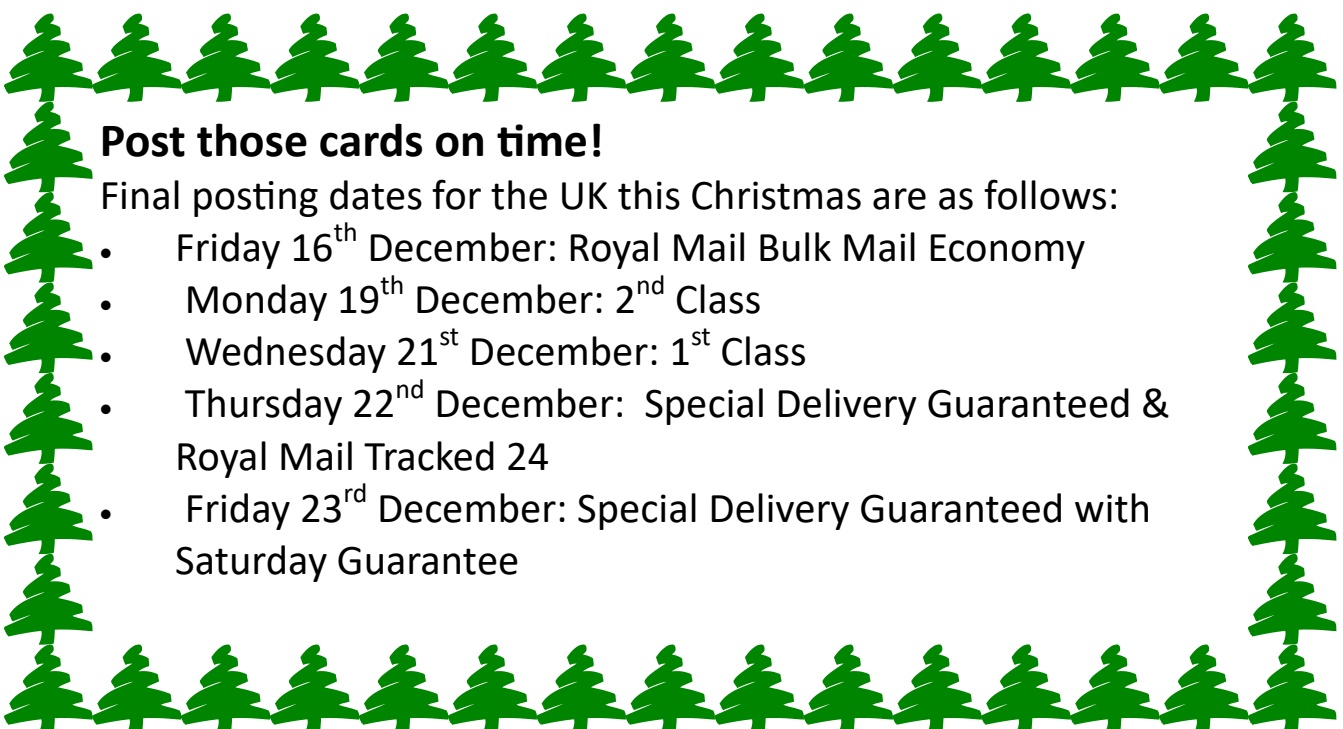 Post those cards on time!
Final posting dates for the UK this Christmas are as follows:
• Friday 16th December: Royal Mail Bulk Mail Economy
• Monday 19th December: 2nd Class
• Wednesday 21st December: 1st Class
• Thursday 22nd December:  Special Delivery Guaranteed &
Royal Mail Tracked 24
• Friday 23rd December: Special Delivery Guaranteed with
Saturday Guarantee